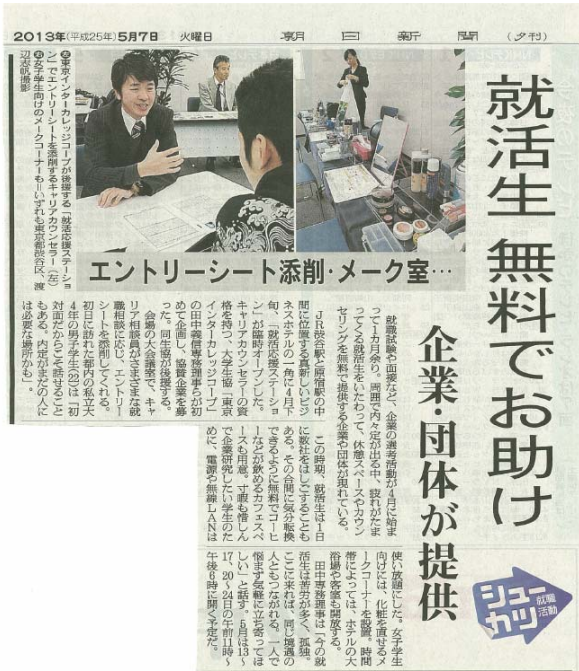 2013年(平成25年)5月7日 火曜日 朝日新聞 (夕刊)
就活生 無料でお助け
企業・団体が提供
エントリーシート添削・メーク室…
㊧東京インターカレッジコープが後援する「就活応援ステーショ
ン」でエントリーシートを添削するキャリアカウンセラー(左)
㊨女子学生向けのメークコーナーも=いずれも東京都渋谷区、渡
辺志帆撮影
就職試験や面接など、企業の選考活動が4月に始ま
って1カ月余り。周囲で内々定が出る中、疲れがたま
ってくる就活生をいたわって、休憩スペースやカウン
セリングを無料で提供する企業や団体が現れている。
JR渋谷駅と原宿駅の中
間に位置する真新しいビジ
ネスホテルの一角に4月下
旬、「就活応援ステーショ
ン」が臨時オープンした。
キャリアカウンセラーの資
格を持つ、大学生協「東京
インターカレッジコープ」
の田中義信専務理事らが初
めて企画し、協賛企業を募
った。同生協が後援する。
会場の大会議室で、キャ
リア相談員がさまざまな就
職相談に応じ、エントリー
シートを添削してくれる。
初日に訪れた都内の私立大
4年の男子学生(22)は「初
対面だからこそ話せること
もある。内定がまだの人に
は必要な場所かも」。
この時期、就活生は1日
に数社をはしごすることも
ある。その合間に気分転換
できるように無料でコーヒ
ーなどが飲めるカフェスペ
ースも用意。寸暇も惜しん
で企業研究したい学生のた
めに、電源や無線LANは
使い放題にした。女子学生
向けには、化粧を直せるメ
ークコーナーを設置。時間
帯によっては、ホテルの大
浴場や客室も開放する。
田中専務理事は「今の就
活生は苦労が多く、孤独。
ここに来れば、同じ境遇の
人ともつながれる。一人で
悩まず気軽に立ち寄ってほ
しい」と話す。5月は13~
17、20~24日の午前11時~
午後6時に開く予定だ。
シュー
カツ
就職
活動